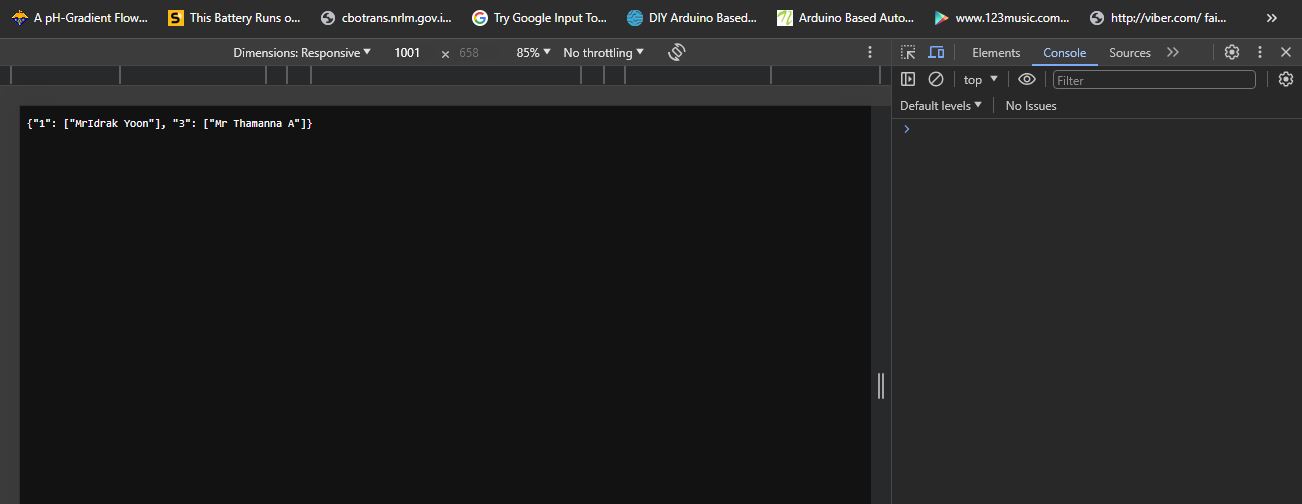 A pH-Gradient Flow... This Battery Runs o... cbotrans.nrlm.gov.i... Try Google Input To... DIY Arduino Based... Arduino Based Auto... www.123music.com... http://viber.com/ fai... »
Dimensions: Responsive 1001 × 658 85% No throttling Elements Console Sources »
top Filter
Default levels No Issues
{"1": ["MrIdrak Yoon"], "3": ["Mr Thamanna A"]}